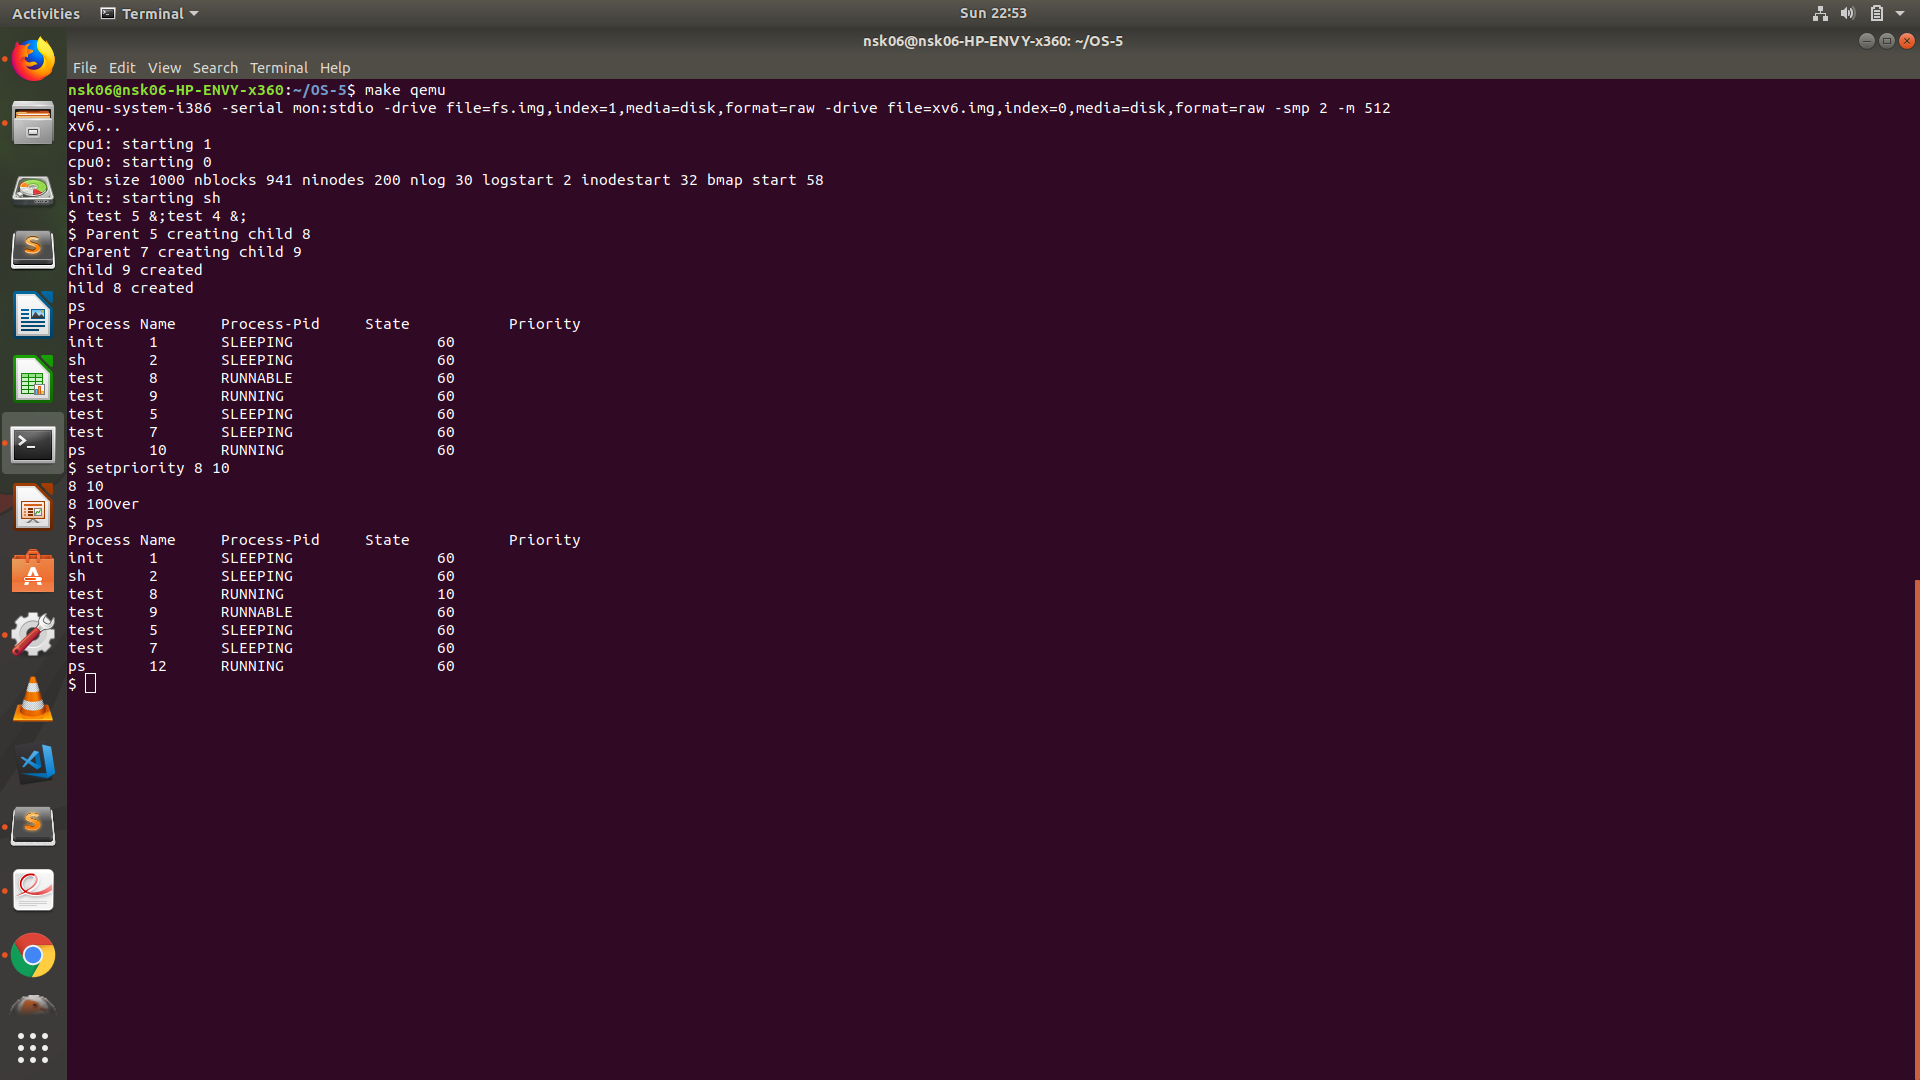 Activities Terminal Sun 22:53
nsk06@nsk06-HP-ENVY-x360: ~/OS-5
File Edit View Search Terminal Help
nsk06@nsk06-HP-ENVY-x360:~/OS-5$ make qemu
qemu-system-i386 -serial mon:stdio -drive file=fs.img,index=1,media=disk,format=raw -drive file=xv6.img,index=0,media=disk,format=raw -smp 2 -m 512
xv6...
cpu1: starting 1
cpu0: starting 0
sb: size 1000 nblocks 941 ninodes 200 nlog 30 logstart 2 inodestart 32 bmap start 58
init: starting sh
$ test 5 &;test 4 &;
$ Parent 5 creating child 8
CParent 7 creating child 9
Child 9 created
hild 8 created
ps
Process Name     Process-Pid     State           Priority
init     1       SLEEPING                60
sh       2       SLEEPING                60
test     8       RUNNABLE                60
test     9       RUNNING                 60
test     5       SLEEPING                60
test     7       SLEEPING                60
ps       10      RUNNING                 60
$ setpriority 8 10
8 10
8 10Over
$ ps
Process Name     Process-Pid     State           Priority
init     1       SLEEPING                60
sh       2       SLEEPING                60
test     8       RUNNING                 10
test     9       RUNNABLE                60
test     5       SLEEPING                60
test     7       SLEEPING                60
ps       12      RUNNING                 60
$